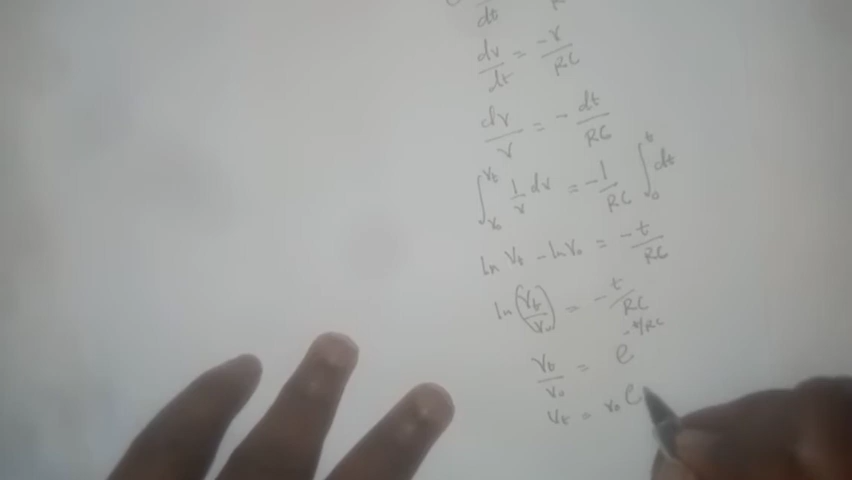 dv/dt = -v/RC
dv/v = - dt/RC
∫_{v₀}^{v_t} 1/v dv = -1/RC ∫_0^t dt
ln V_t - ln v₀ = -t/RC
ln(V_t/V₀) = -t/RC
V_t/V₀ = e^{-t/RC}
V_t = v₀ e